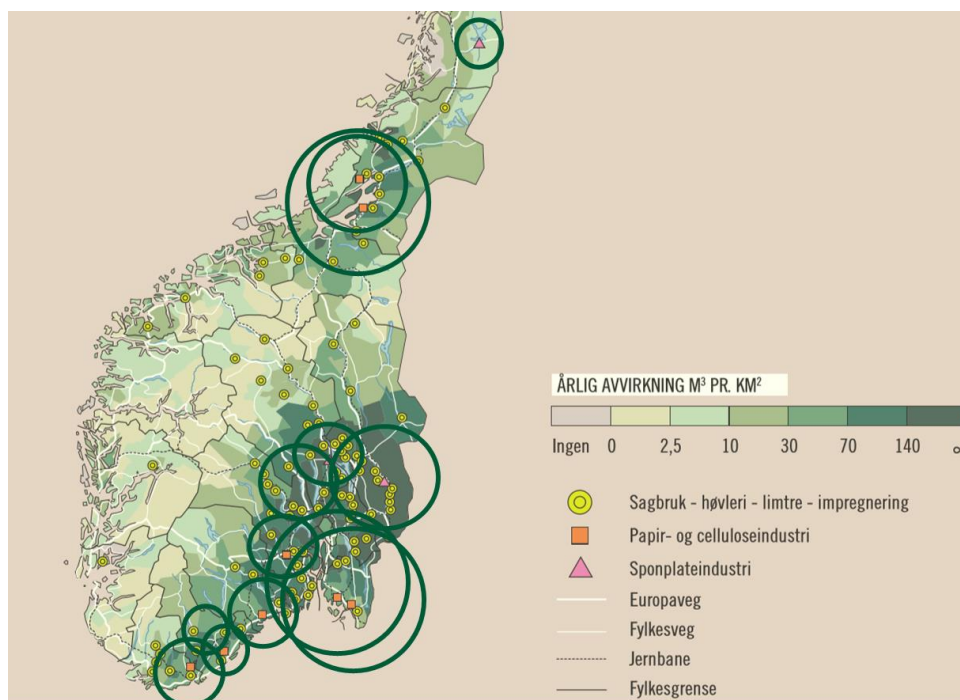 ÅRLIG AVVIRKNING M³ PR. KM²
Ingen 0 2,5 10 30 70 140
Sagbruk - høvleri - limtre - impregnering
Papir- og celluloseindustri
Sponplateindustri
Europaveg
Fylkesveg
Jernbane
Fylkesgrense